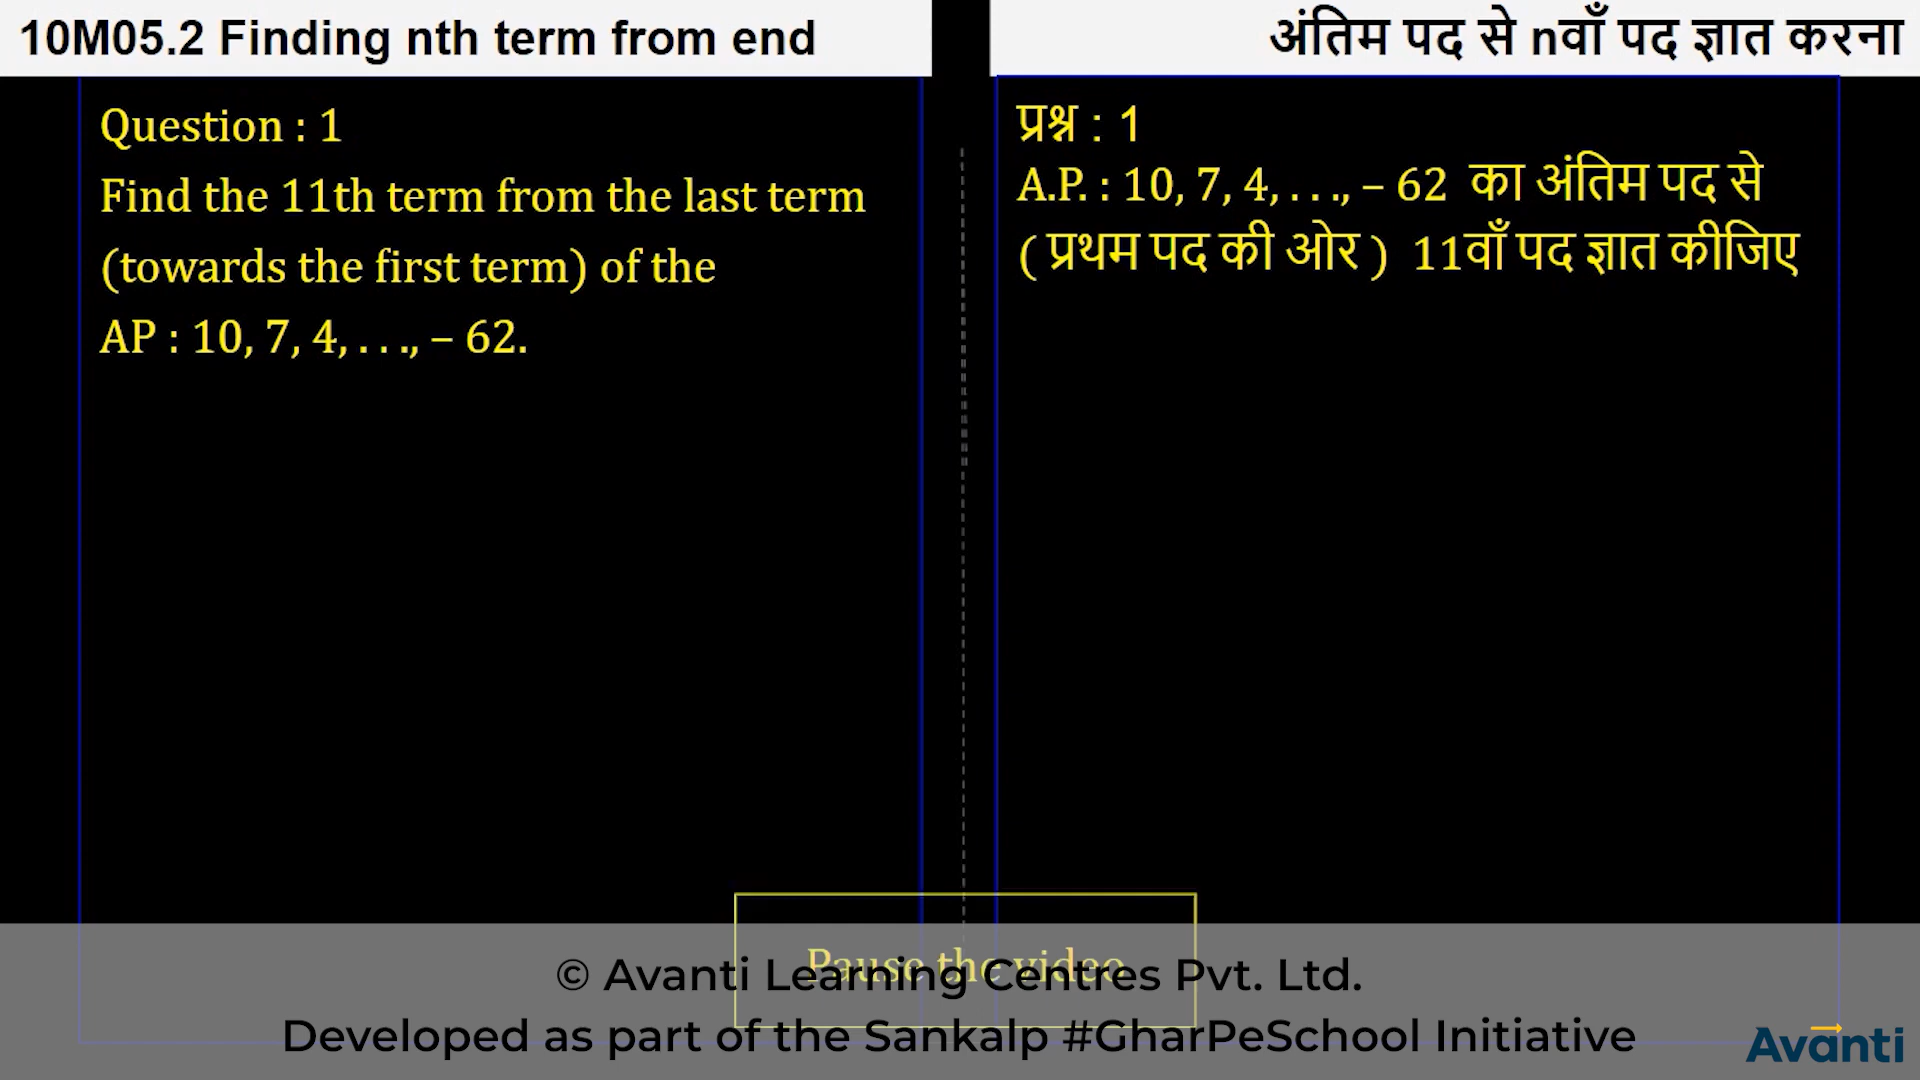 10M05.2 Finding nth term from end
अंतिम पद से nवाँ पद ज्ञात करना
Question : 1
Find the 11th term from the last term
(towards the first term) of the
AP : 10, 7, 4, . . ., – 62.
प्रश्न : 1
A.P. : 10, 7, 4, . . ., – 62 का अंतिम पद से
( प्रथम पद की ओर ) 11वाँ पद ज्ञात कीजिए
Pause the video
© Avanti Learning Centres Pvt. Ltd.
Developed as part of the Sankalp #GharPeSchool Initiative
Avanti